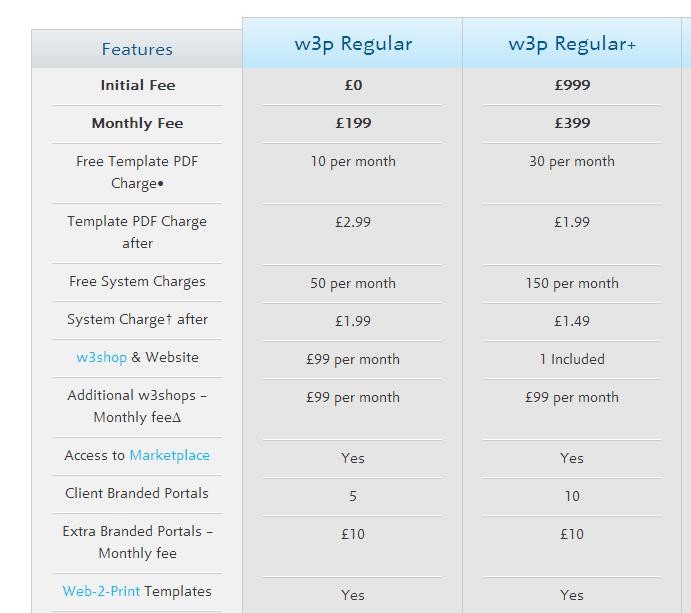 Features w3p Regular w3p Regular+
Initial Fee £0 £999
Monthly Fee £199 £399
Free Template PDF 10 per month 30 per month
Charge•
Template PDF Charge £2.99 £1.99
after
Free System Charges 50 per month 150 per month
System Charge† after £1.99 £1.49
w3shop & Website £99 per month 1 Included
Additional w3shops – £99 per month £99 per month
Monthly fee∆
Access to Marketplace Yes Yes
Client Branded Portals 5 10
Extra Branded Portals – £10 £10
Monthly fee
Web-2-Print Templates Yes Yes